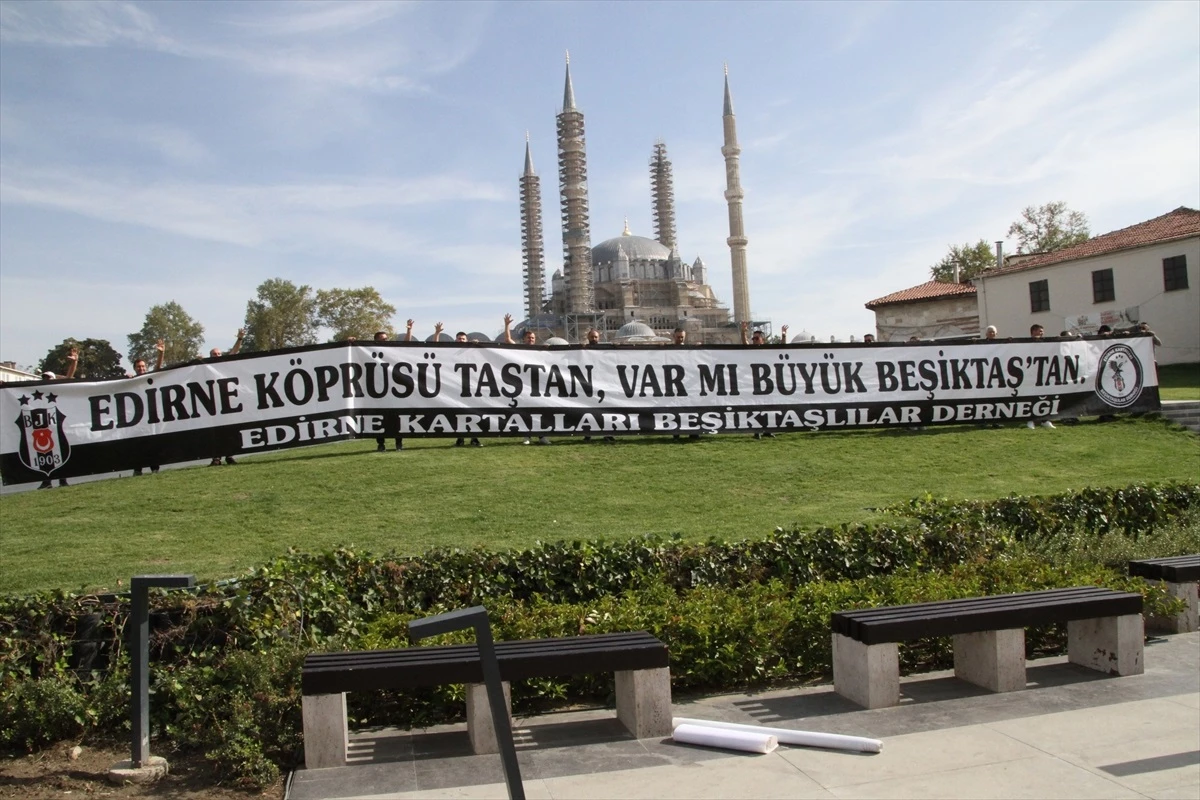 EDİRNE KÖPRÜSÜ TAŞTAN, VAR MI BÜYÜK BEŞİKTAŞ'TAN.
EDİRNE KARTALLARI BEŞİKTAŞLILAR DERNEĞİ
BJK
1903